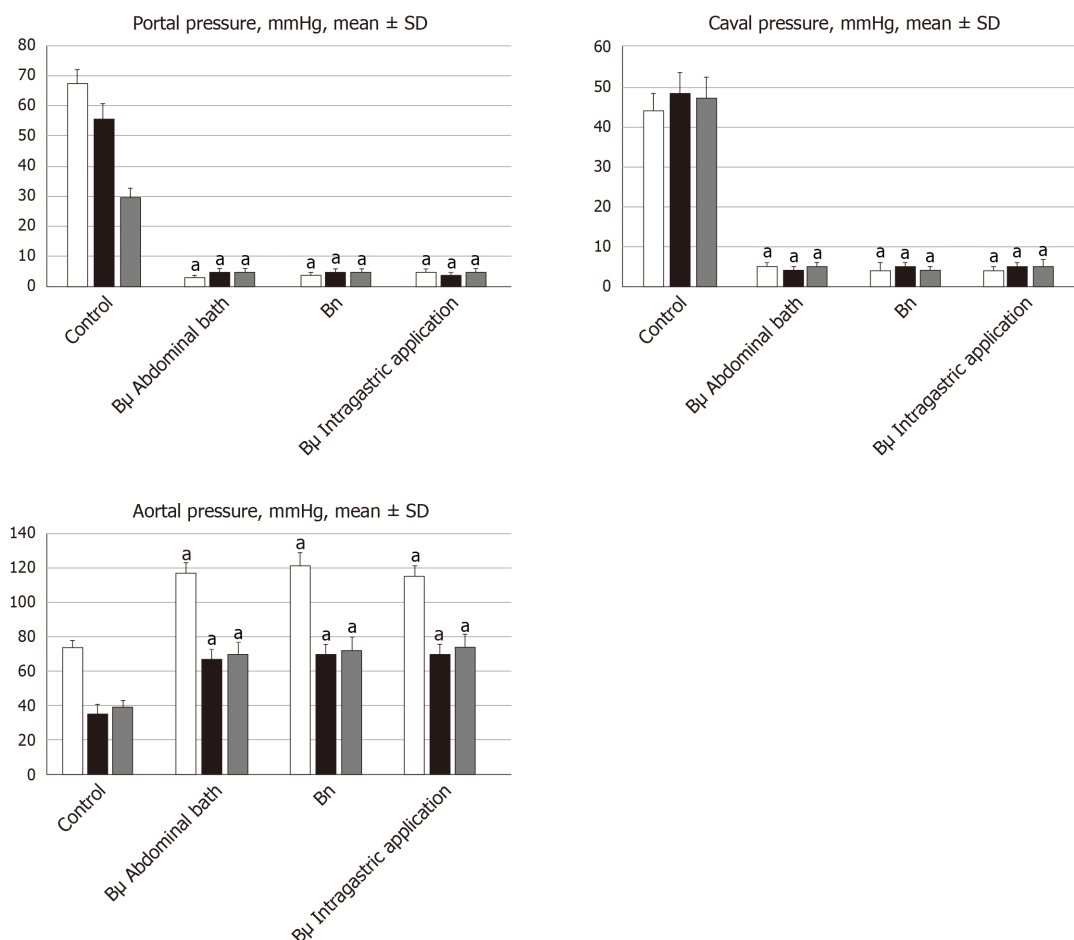 Portal pressure, mmHg, mean ± SD
80
70
60
50
40
30
20
10
0
a a a
a a a
a a a
Control
Bµ Abdominal bath
Bn
Bµ Intragastric application
Caval pressure, mmHg, mean ± SD
60
50
40
30
20
10
0
a a a
a a a
a a a
Control
Bµ Abdominal bath
Bn
Bµ Intragastric application
Aortal pressure, mmHg, mean ± SD
140
120
100
80
60
40
20
0
a a a
a a a
a a a
Control
Bµ Abdominal bath
Bn
Bµ Intragastric application